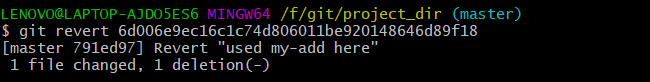 LENOVO@LAPTOP-AJDO5ES6 MINGW64 /f/git/project_dir (master)
$ git revert 6d006e9ec16c1c74d806011be920148646d89f18
[master 791ed97] Revert "used my-add here"
 1 file changed, 1 deletion(-)